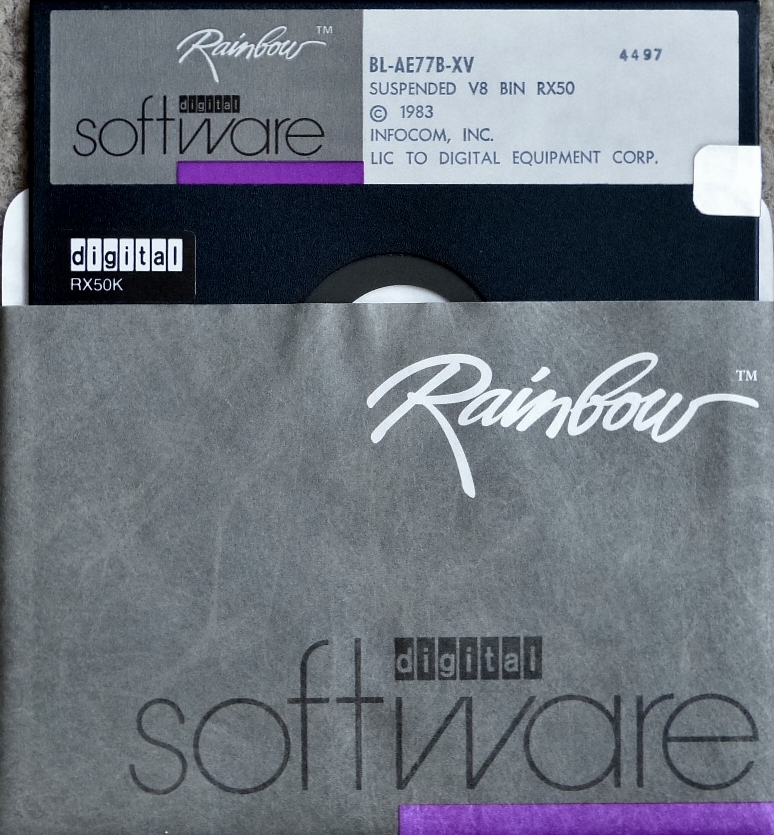 Rainbow™
digital
software
BL-AE77B-XV
4497
SUSPENDED V8 BIN RX50
© 1983
INFOCOM, INC.
LIC TO DIGITAL EQUIPMENT CORP.
digital
RX50K
Rainbow™
digital
software